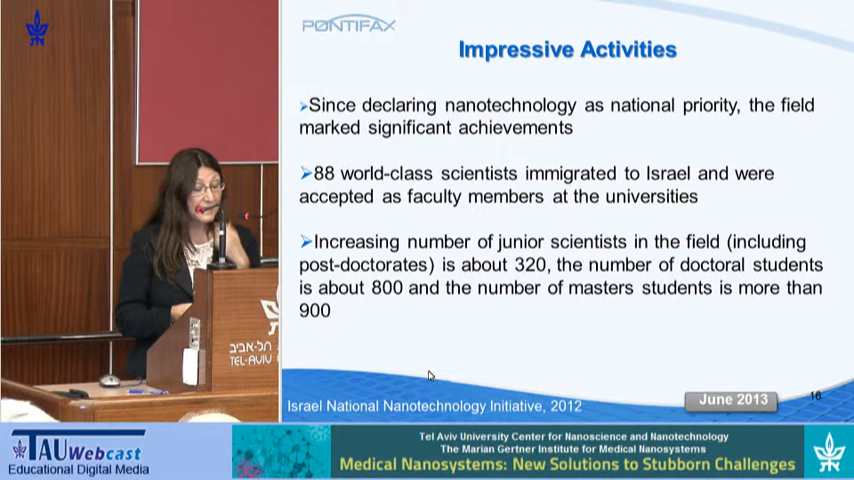 PONTIFAX
Impressive Activities
➢Since declaring nanotechnology as national priority, the field
marked significant achievements
➢88 world-class scientists immigrated to Israel and were
accepted as faculty members at the universities
➢Increasing number of junior scientists in the field (including
post-doctorates) is about 320, the number of doctoral students
is about 800 and the number of masters students is more than
900
אוניברסיטת תל-אביב
TEL-AVIV
Israel National Nanotechnology Initiative, 2012
June 2013
16
TAU Webcast
Educational Digital Media
Tel Aviv University Center for Nanoscience and Nanotechnology
The Marian Gertner Institute for Medical Nanosystems
Medical Nanosystems: New Solutions to Stubborn Challenges